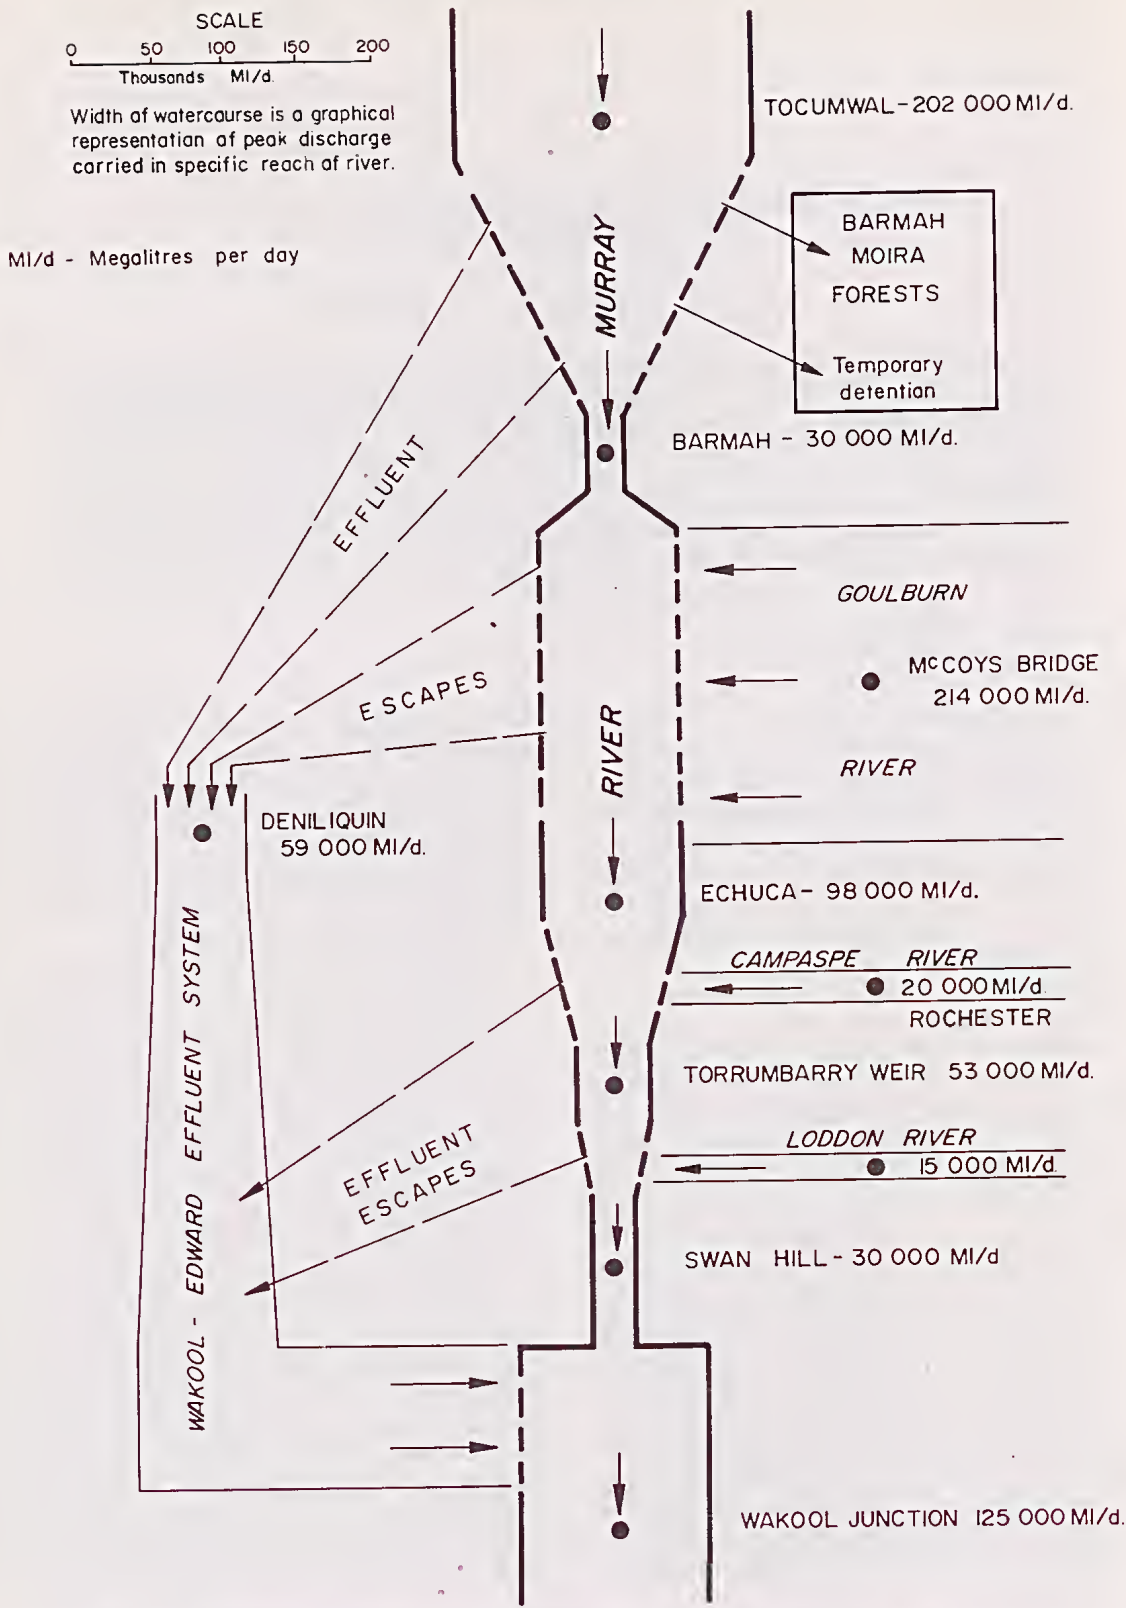 SCALE
0 50 100 150 200
Thousands Ml/d.
Width of watercourse is a graphical
representation of peak discharge
carried in specific reach of river.
Ml/d - Megalitres per day
TOCUMWAL - 202 000 Ml/d.
BARMAH
MOIRA
FORESTS
Temporary
detention
MURRAY
BARMAH - 30 000 Ml/d.
EFFLUENT
ESCAPES
GOULBURN
McCOYS BRIDGE
214 000 Ml/d.
RIVER
RIVER
DENILIQUIN
59 000 Ml/d.
ECHUCA - 98 000 Ml/d.
CAMPASPE RIVER
20 000 Ml/d.
ROCHESTER
TORRUMBARRY WEIR 53 000 Ml/d.
LODDON RIVER
15 000 Ml/d.
EFFLUENT
ESCAPES
WAKOOL - EDWARD EFFLUENT SYSTEM
SWAN HILL - 30 000 Ml/d
WAKOOL JUNCTION 125 000 Ml/d.